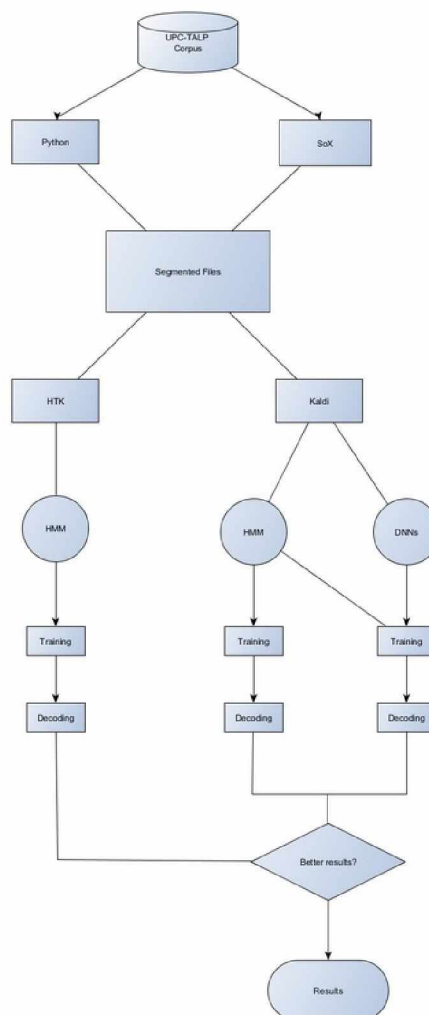 UPC-TALP
Corpus
Python
SoX
Segmented Files
HTK
Kaldi
HMM
HMM
DNNs
Training
Training
Training
Decoding
Decoding
Decoding
Better results?
Results